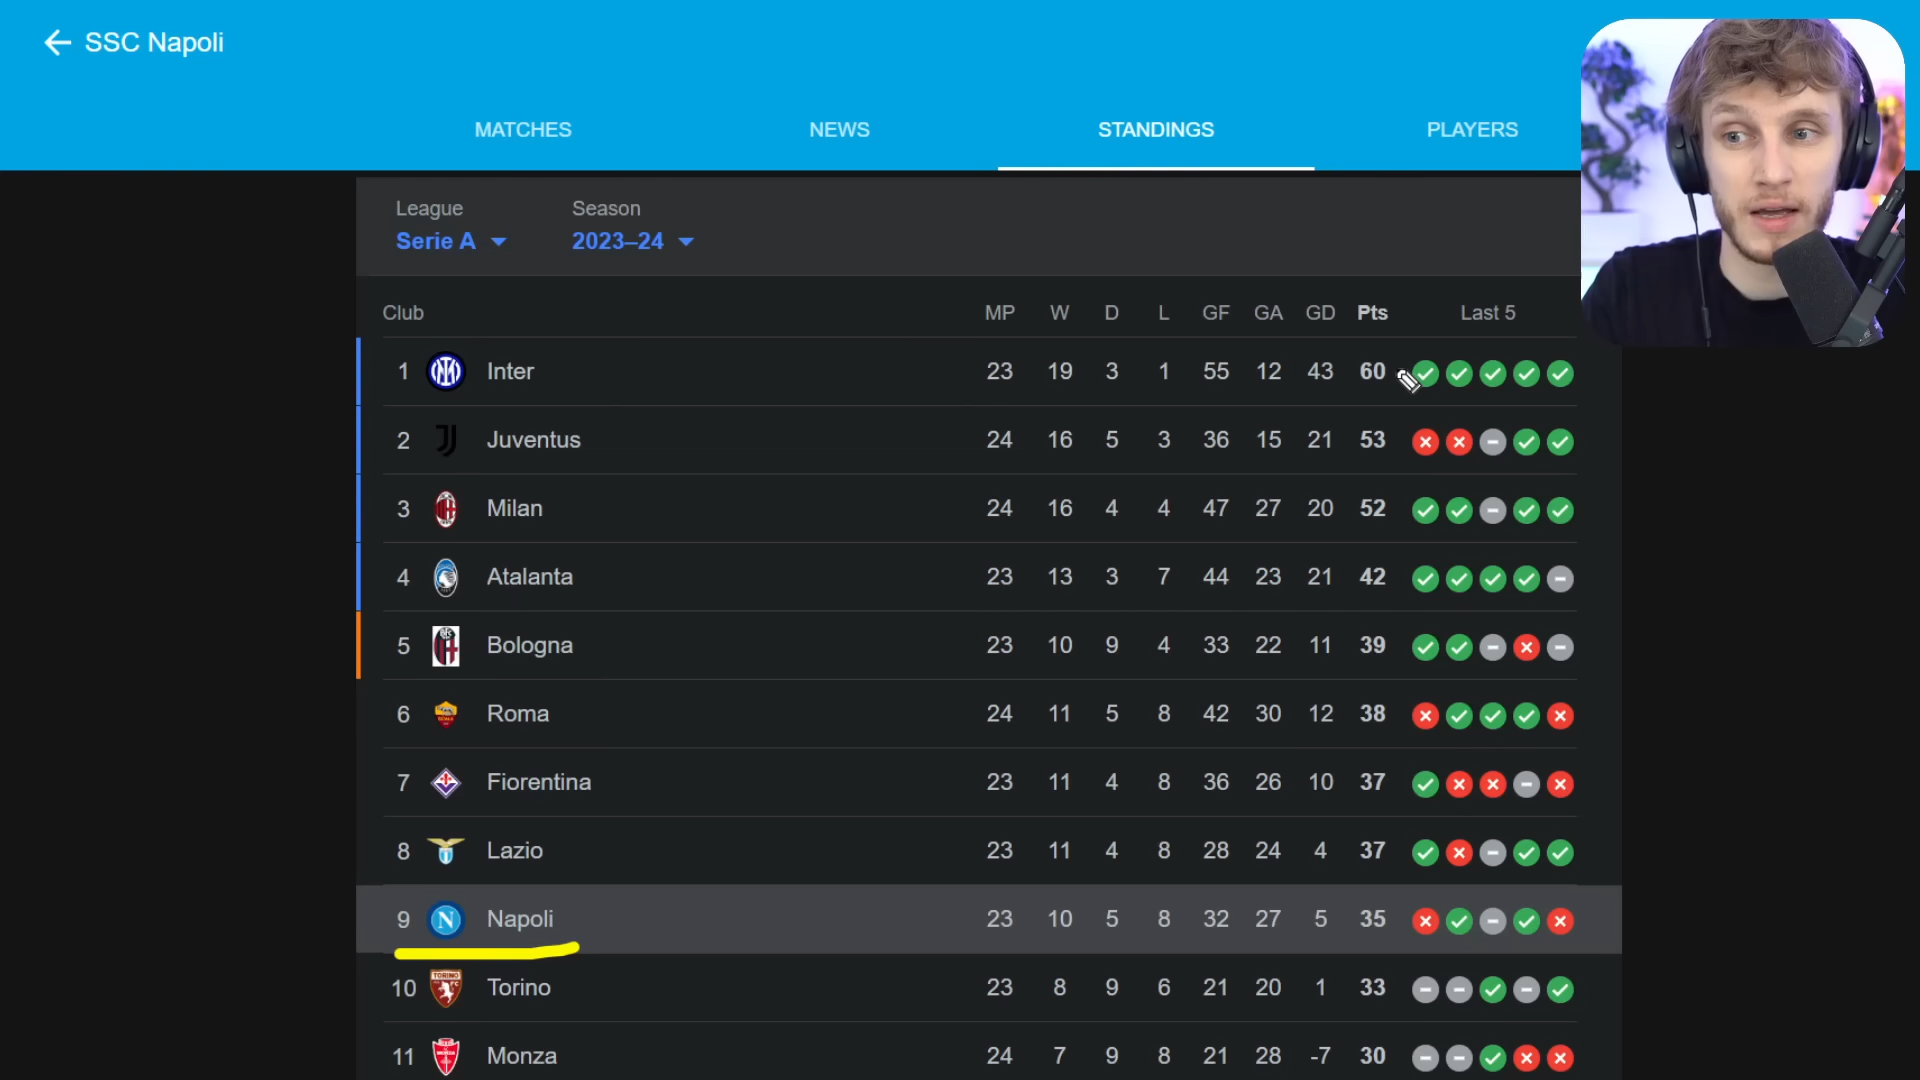 SSC Napoli
MATCHES NEWS STANDINGS PLAYERS
League Season
Serie A 2023–24
Club MP W D L GF GA GD Pts Last 5
1 Inter 23 19 3 1 55 12 43 60
2 Juventus 24 16 5 3 36 15 21 53
3 Milan 24 16 4 4 47 27 20 52
4 Atalanta 23 13 3 7 44 23 21 42
5 Bologna 23 10 9 4 33 22 11 39
6 Roma 24 11 5 8 42 30 12 38
7 Fiorentina 23 11 4 8 36 26 10 37
8 Lazio 23 11 4 8 28 24 4 37
9 N Napoli 23 10 5 8 32 27 5 35
10 TORINO Torino 23 8 9 6 21 20 1 33
11 Monza 24 7 9 8 21 28 -7 30